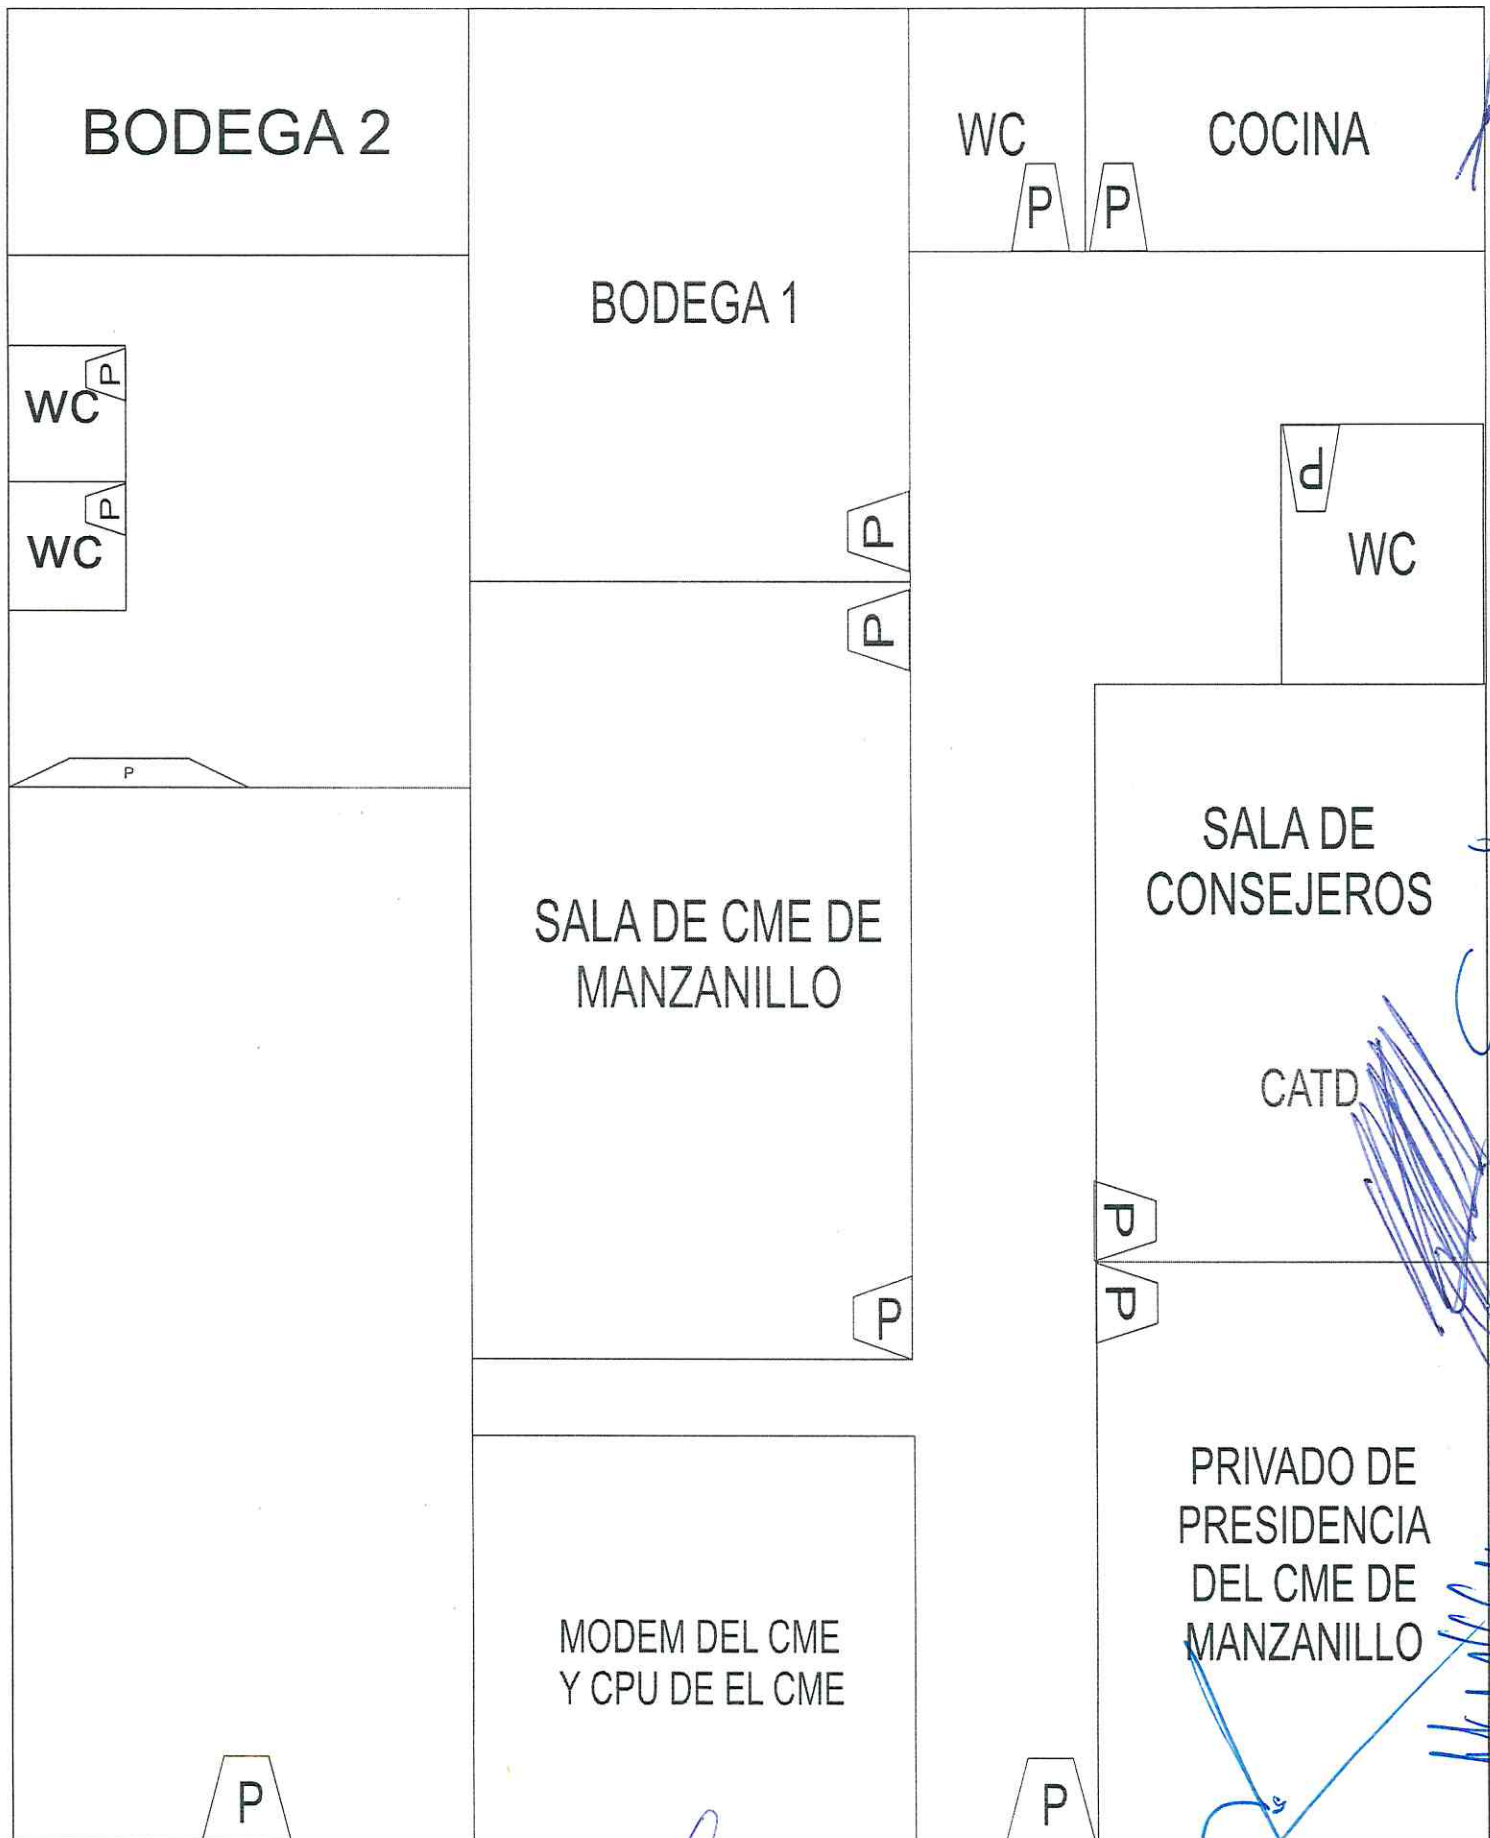 BODEGA 2
BODEGA 1
WC
P
COCINA
P
WC
P
WC
P
P
P
P
WC
P
SALA DE CME DE
MANZANILLO
P
SALA DE
CONSEJEROS
CATD
P
P
PRIVADO DE
PRESIDENCIA
DEL CME DE
MANZANILLO
MODEM DEL CME
Y CPU DE EL CME
P
P